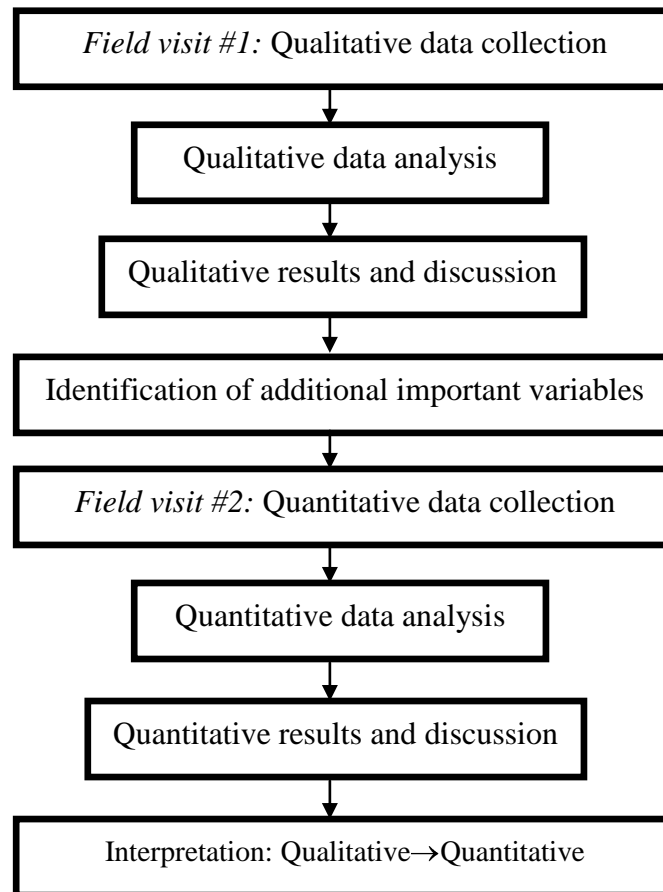 Field visit #1: Qualitative data collection
Qualitative data analysis
Qualitative results and discussion
Identification of additional important variables
Field visit #2: Quantitative data collection
Quantitative data analysis
Quantitative results and discussion
Interpretation: Qualitative→Quantitative